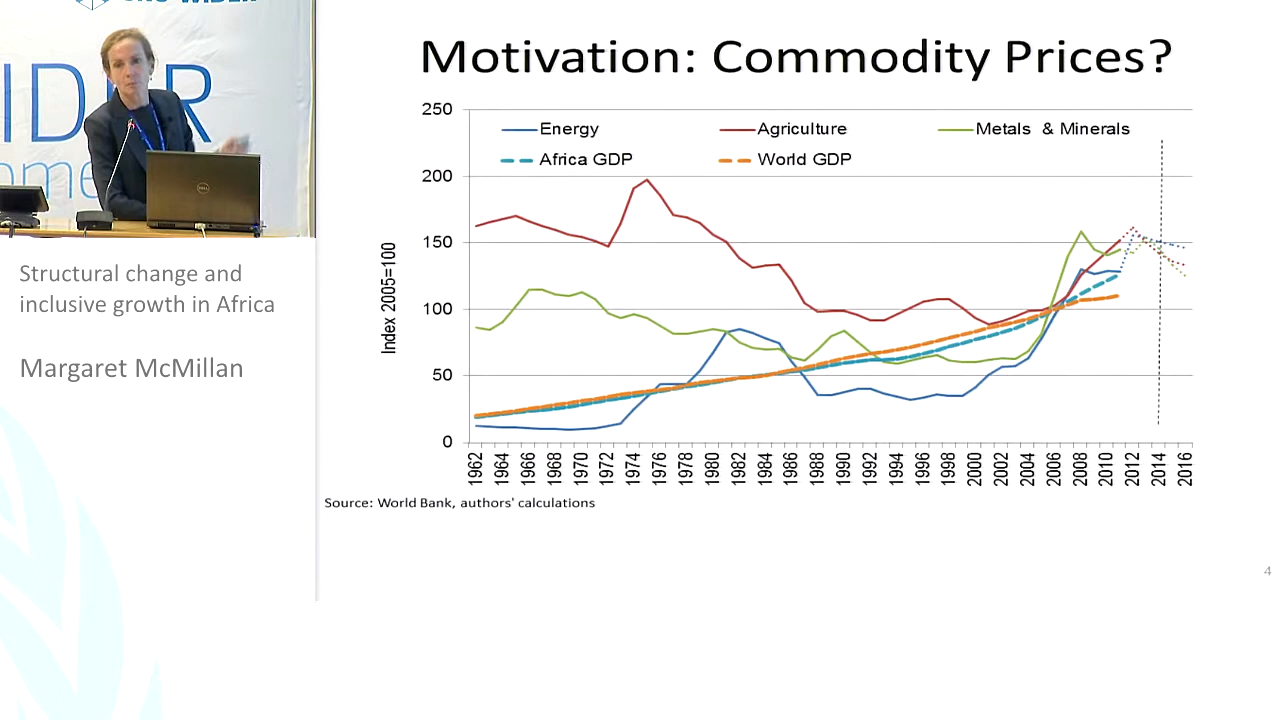 Motivation: Commodity Prices?
250
200
150
100
50
0
Index 2005=100
Energy
Agriculture
Metals & Minerals
Africa GDP
World GDP
1962 1964 1966 1968 1970 1972 1974 1976 1978 1980 1982 1984 1986 1988 1990 1992 1994 1996 1998 2000 2002 2004 2006 2008 2010 2012 2014 2016
Source: World Bank, authors' calculations
4
IDER
DELL
Structural change and
inclusive growth in Africa
Margaret McMillan